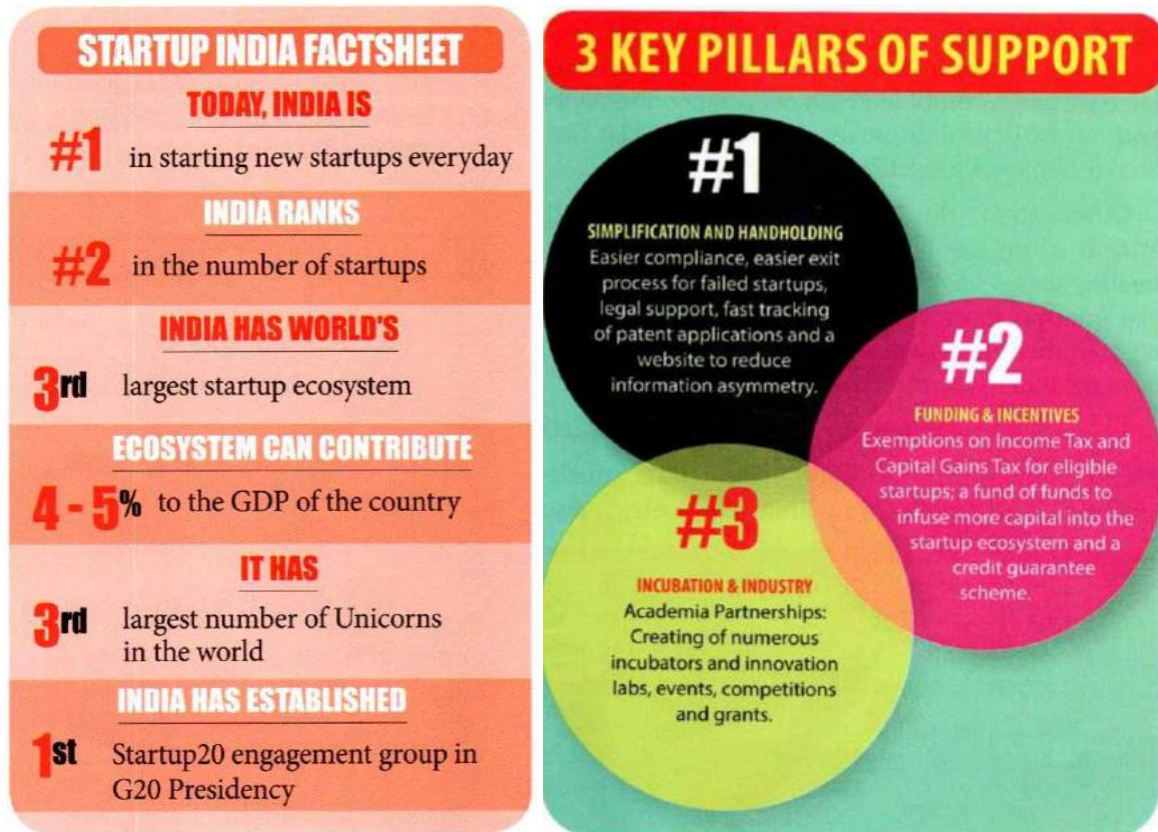 STARTUP INDIA FACTSHEET
TODAY, INDIA IS
#1 in starting new startups everyday
INDIA RANKS
#2 in the number of startups
INDIA HAS WORLD'S
3rd largest startup ecosystem
ECOSYSTEM CAN CONTRIBUTE
4 - 5% to the GDP of the country
IT HAS
3rd largest number of Unicorns
in the world
INDIA HAS ESTABLISHED
1st Startup20 engagement group in
G20 Presidency
3 KEY PILLARS OF SUPPORT
#1
SIMPLIFICATION AND HANDHOLDING
Easier compliance, easier exit
process for failed startups,
legal support, fast tracking
of patent applications and a
website to reduce
information asymmetry.
#2
FUNDING & INCENTIVES
Exemptions on Income Tax and
Capital Gains Tax for eligible
startups; a fund of funds to
infuse more capital into the
startup ecosystem and a
credit guarantee
scheme.
#3
INCUBATION & INDUSTRY
Academia Partnerships:
Creating of numerous
incubators and innovation
labs, events, competitions
and grants.